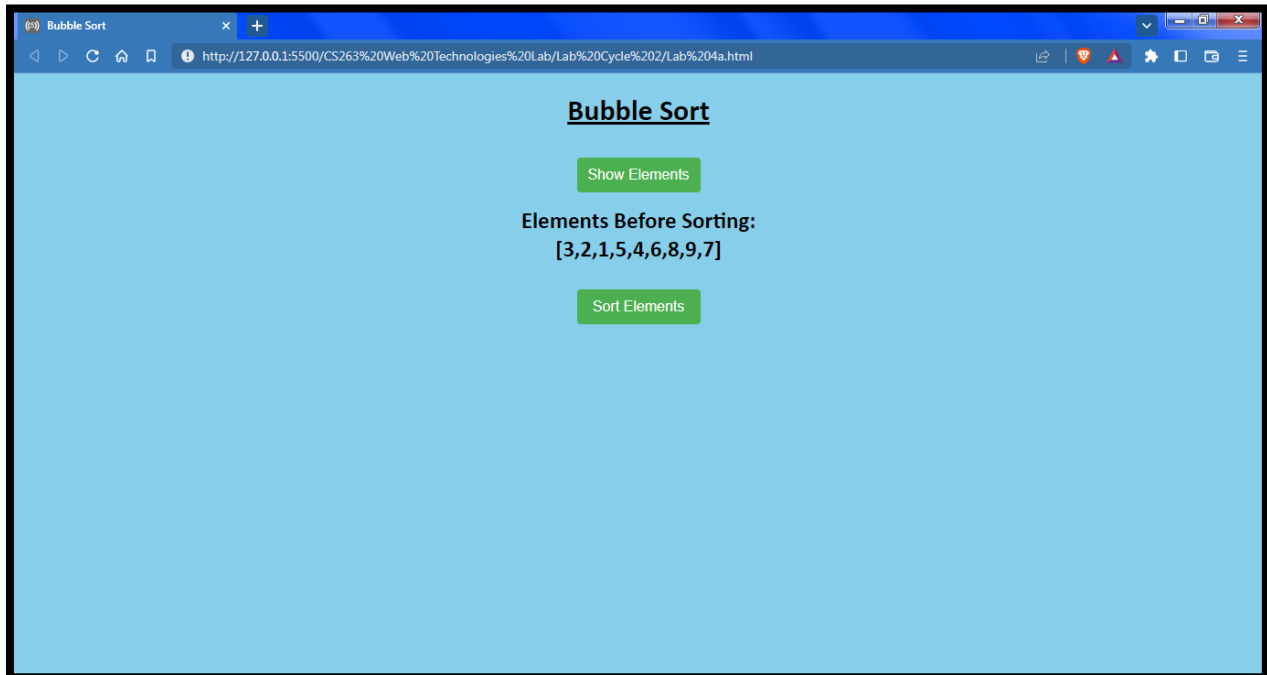 Bubble Sort
http://127.0.0.1:5500/CS263%20Web%20Technologies%20Lab/Lab%20Cycle%202/Lab%204a.html
Bubble Sort
Show Elements
Elements Before Sorting:
[3,2,1,5,4,6,8,9,7]
Sort Elements